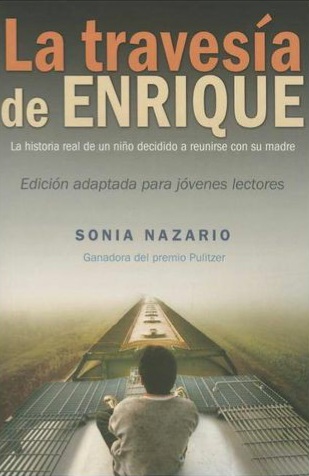 La travesía
de ENRIQUE
La historia real de un niño decidido a reunirse con su madre
Edición adaptada para jóvenes lectores
SONIA NAZARIO
Ganadora del premio Pulitzer